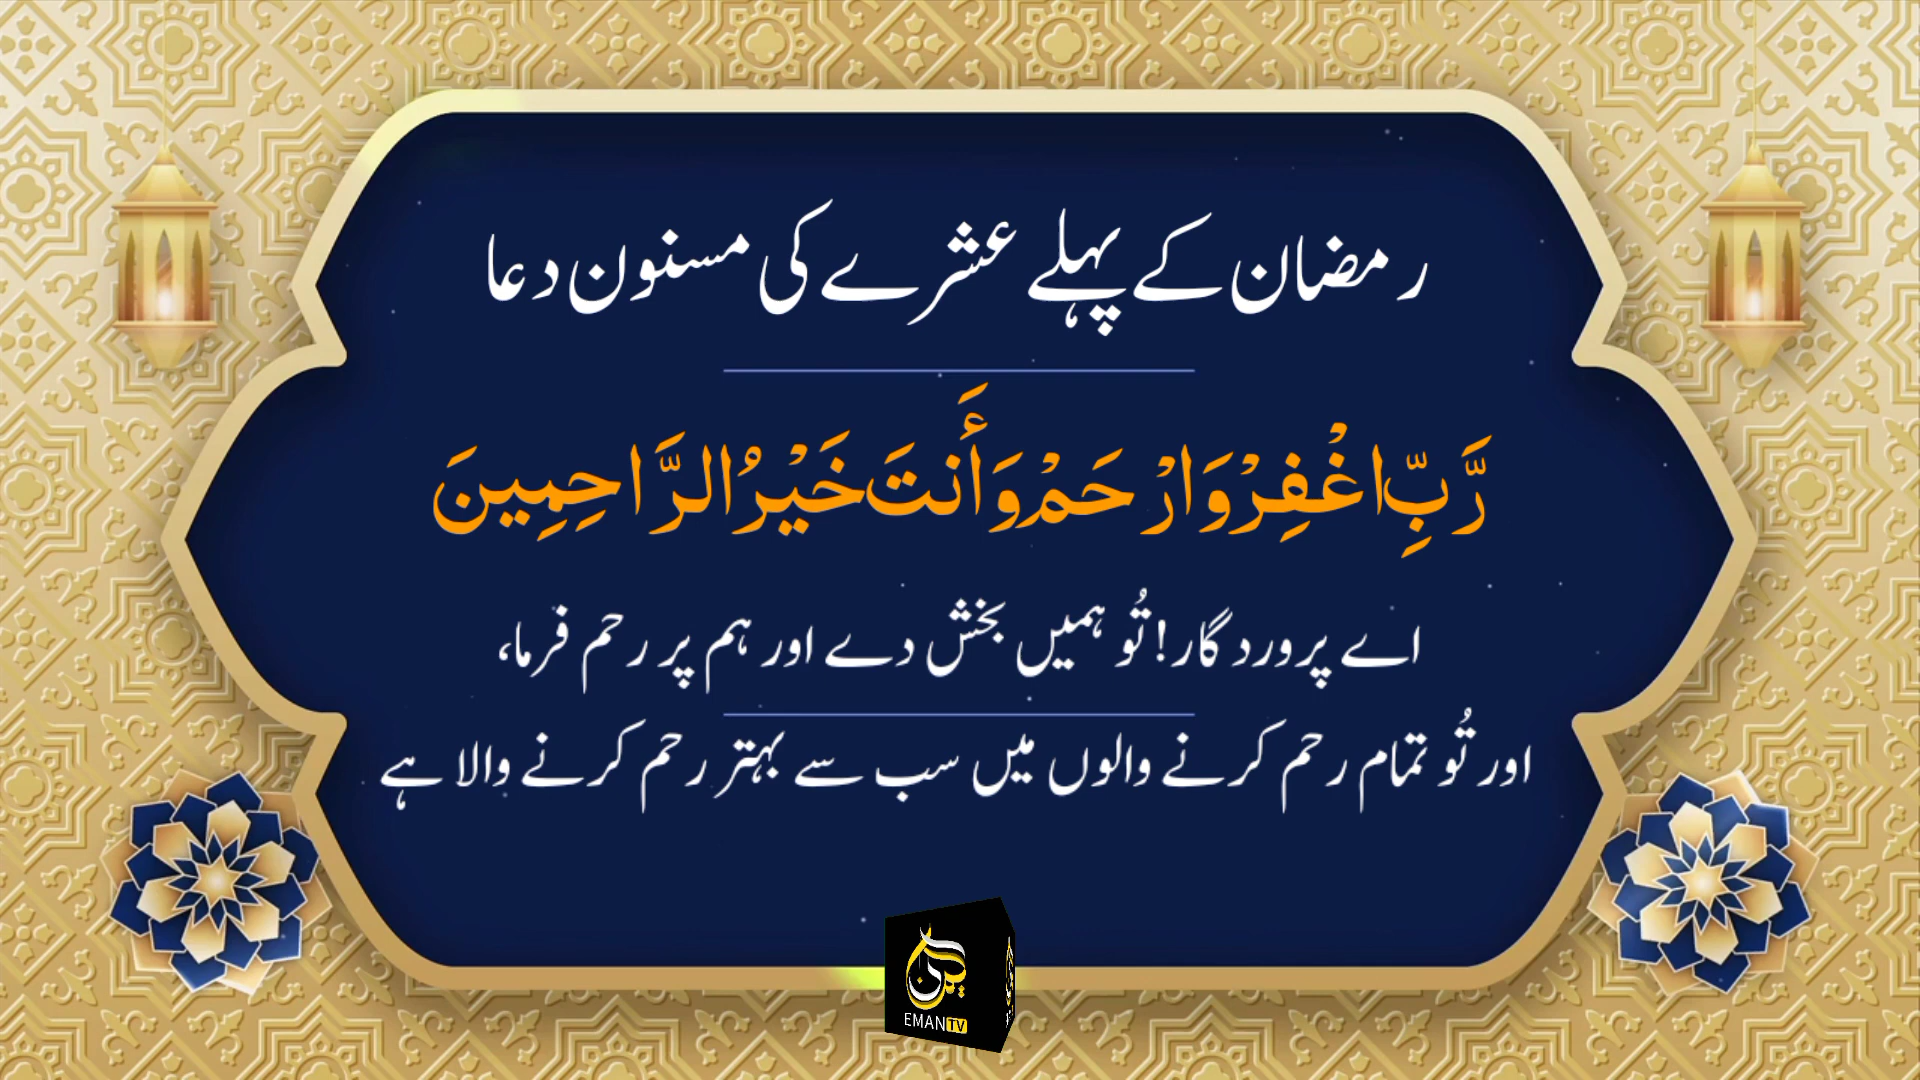 رمضان کے پہلے عشرے کی مسنون دعا
رَّبِّ اغْفِرْ وَارْحَمْ وَأَنتَ خَيْرُ الرَّاحِمِينَ
اے پروردگار! تُو ہمیں بخش دے اور ہم پر رحم فرما،
اور تُو تمام رحم کرنے والوں میں سب سے بہتر رحم کرنے والا ہے
EMAN TV